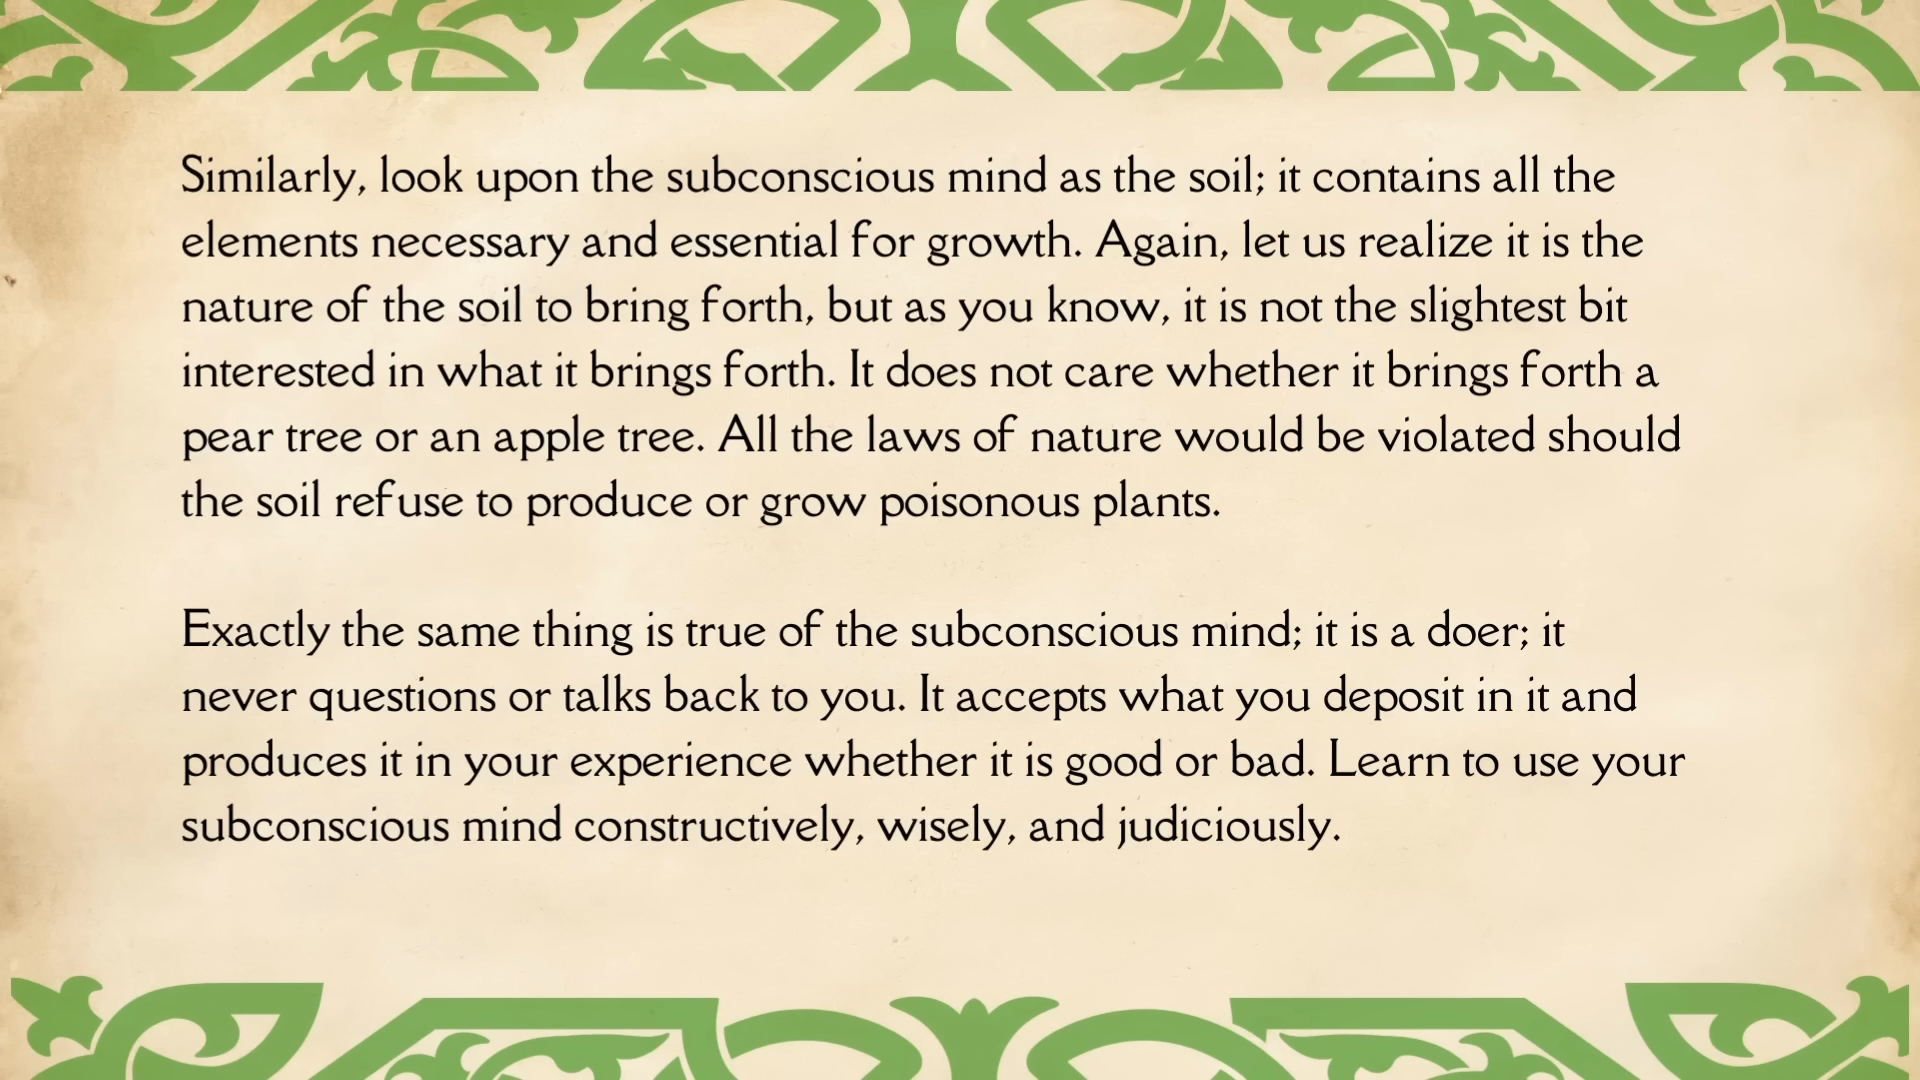 Similarly, look upon the subconscious mind as the soil; it contains all the
elements necessary and essential for growth. Again, let us realize it is the
nature of the soil to bring forth, but as you know, it is not the slightest bit
interested in what it brings forth. It does not care whether it brings forth a
pear tree or an apple tree. All the laws of nature would be violated should
the soil refuse to produce or grow poisonous plants.
Exactly the same thing is true of the subconscious mind; it is a doer; it
never questions or talks back to you. It accepts what you deposit in it and
produces it in your experience whether it is good or bad. Learn to use your
subconscious mind constructively, wisely, and judiciously.